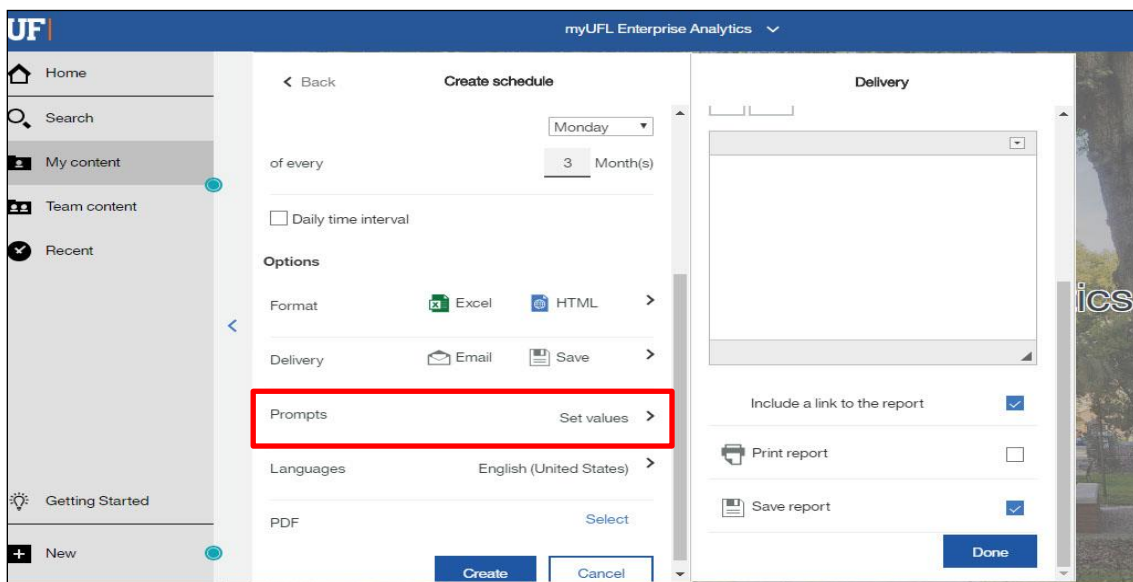 UF
myUFL Enterprise Analytics
Home
Search
My content
Team content
Recent
Getting Started
New
Back
Create schedule
Monday
of every 3 Month(s)
Daily time interval
Options
Format Excel HTML
Delivery Email Save
Prompts Set values
Languages English (United States)
PDF Select
Create Cancel
Delivery
Include a link to the report
Print report
Save report
Done
ics